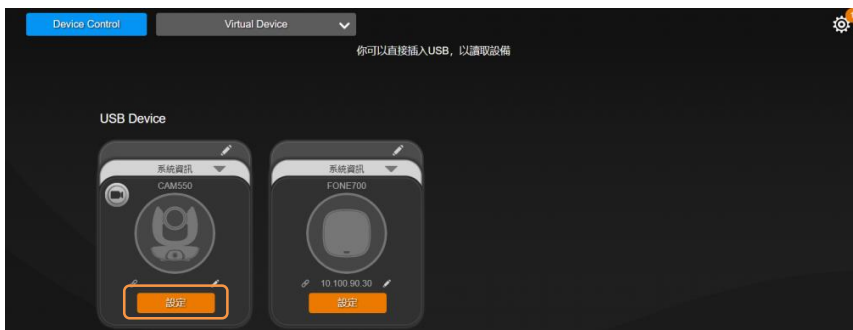 Device Control
Virtual Device
你可以直接插入USB，以讀取設備
USB Device
系統資訊
CAM550
設定
系統資訊
FONE700
10.100.90.30
設定